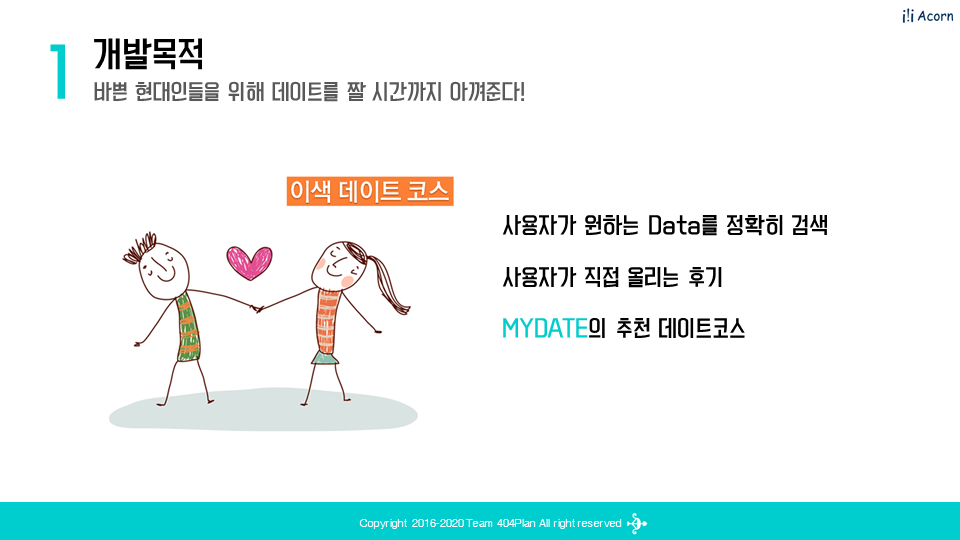 Acorn
1
개발목적
바쁜 현대인들을 위해 데이트를 짤 시간까지 아껴준다!
이색 데이트 코스
사용자가 원하는 Data를 정확히 검색
사용자가 직접 올리는 후기
MYDATE의 추천 데이트코스
Copyright 2016-2020 Team 404Plan All right reserved